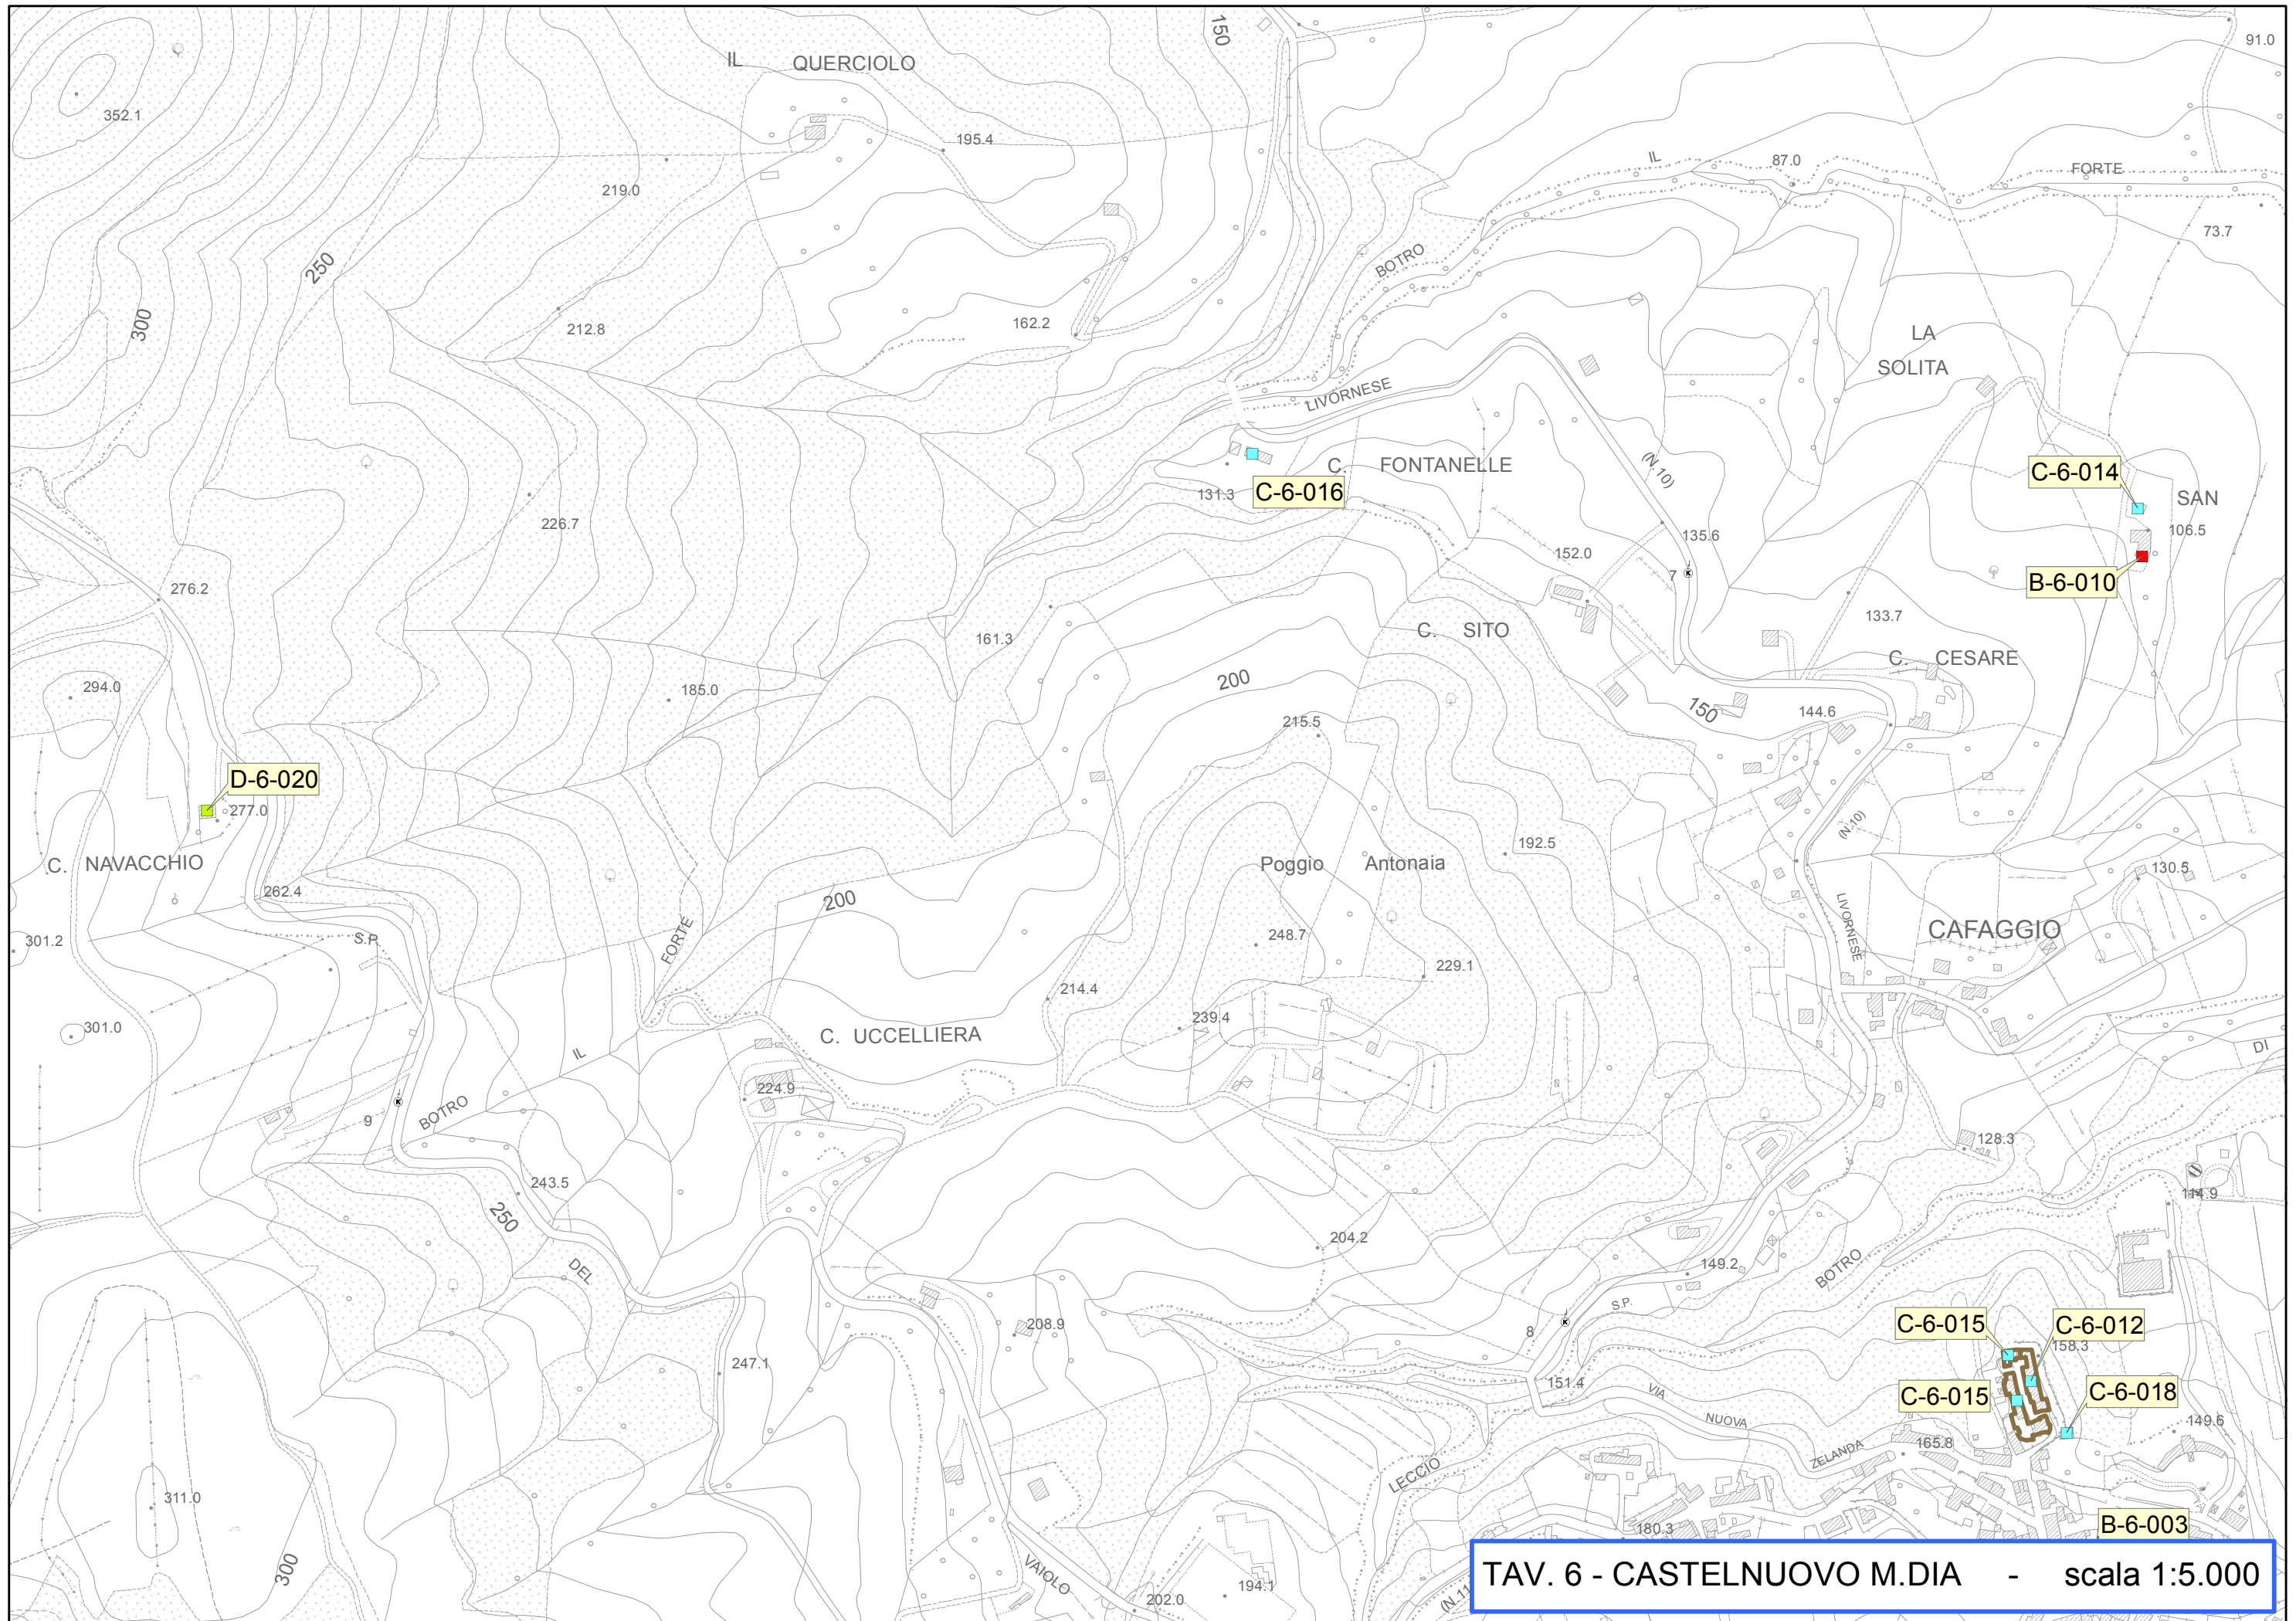 150
91.0
IL QUERCIOLO
352.1
195.4
IL
87.0
FORTE
219.0
73.7
BOTRO
250
300
212.8
162.2
LA
SOLITA
LIVORNESE
C. FONTANELLE
(N.10)
C-6-014
131.3
C-6-016
SAN
226.7
106.5
135.6
152.0
7
B-6-010
276.2
133.7
161.3
C. SITO
C. CESARE
294.0
185.0
200
150
144.6
215.5
D-6-020
277.0
(N.10)
192.5
C. NAVACCHIO
Poggio Antonaia
130.5
262.4
200
LIVORNESE
CAFAGGIO
301.2
S.P.
FORTE
248.7
229.1
214.4
239.4
301.0
C. UCCELLIERA
DI
IL
224.9
BOTRO
9
128.3
243.5
114.9
250
204.2
DEL
149.2
BOTRO
S.P.
208.9
8
C-6-015
C-6-012
158.3
247.1
151.4
VIA
NUOVA
ZELANDA
C-6-015
C-6-018
149.6
165.8
LECCIO
311.0
180.3
B-6-003
300
VAIOLO
194.1
202.0
(N.11
TAV. 6 - CASTELNUOVO M.DIA - scala 1:5.000